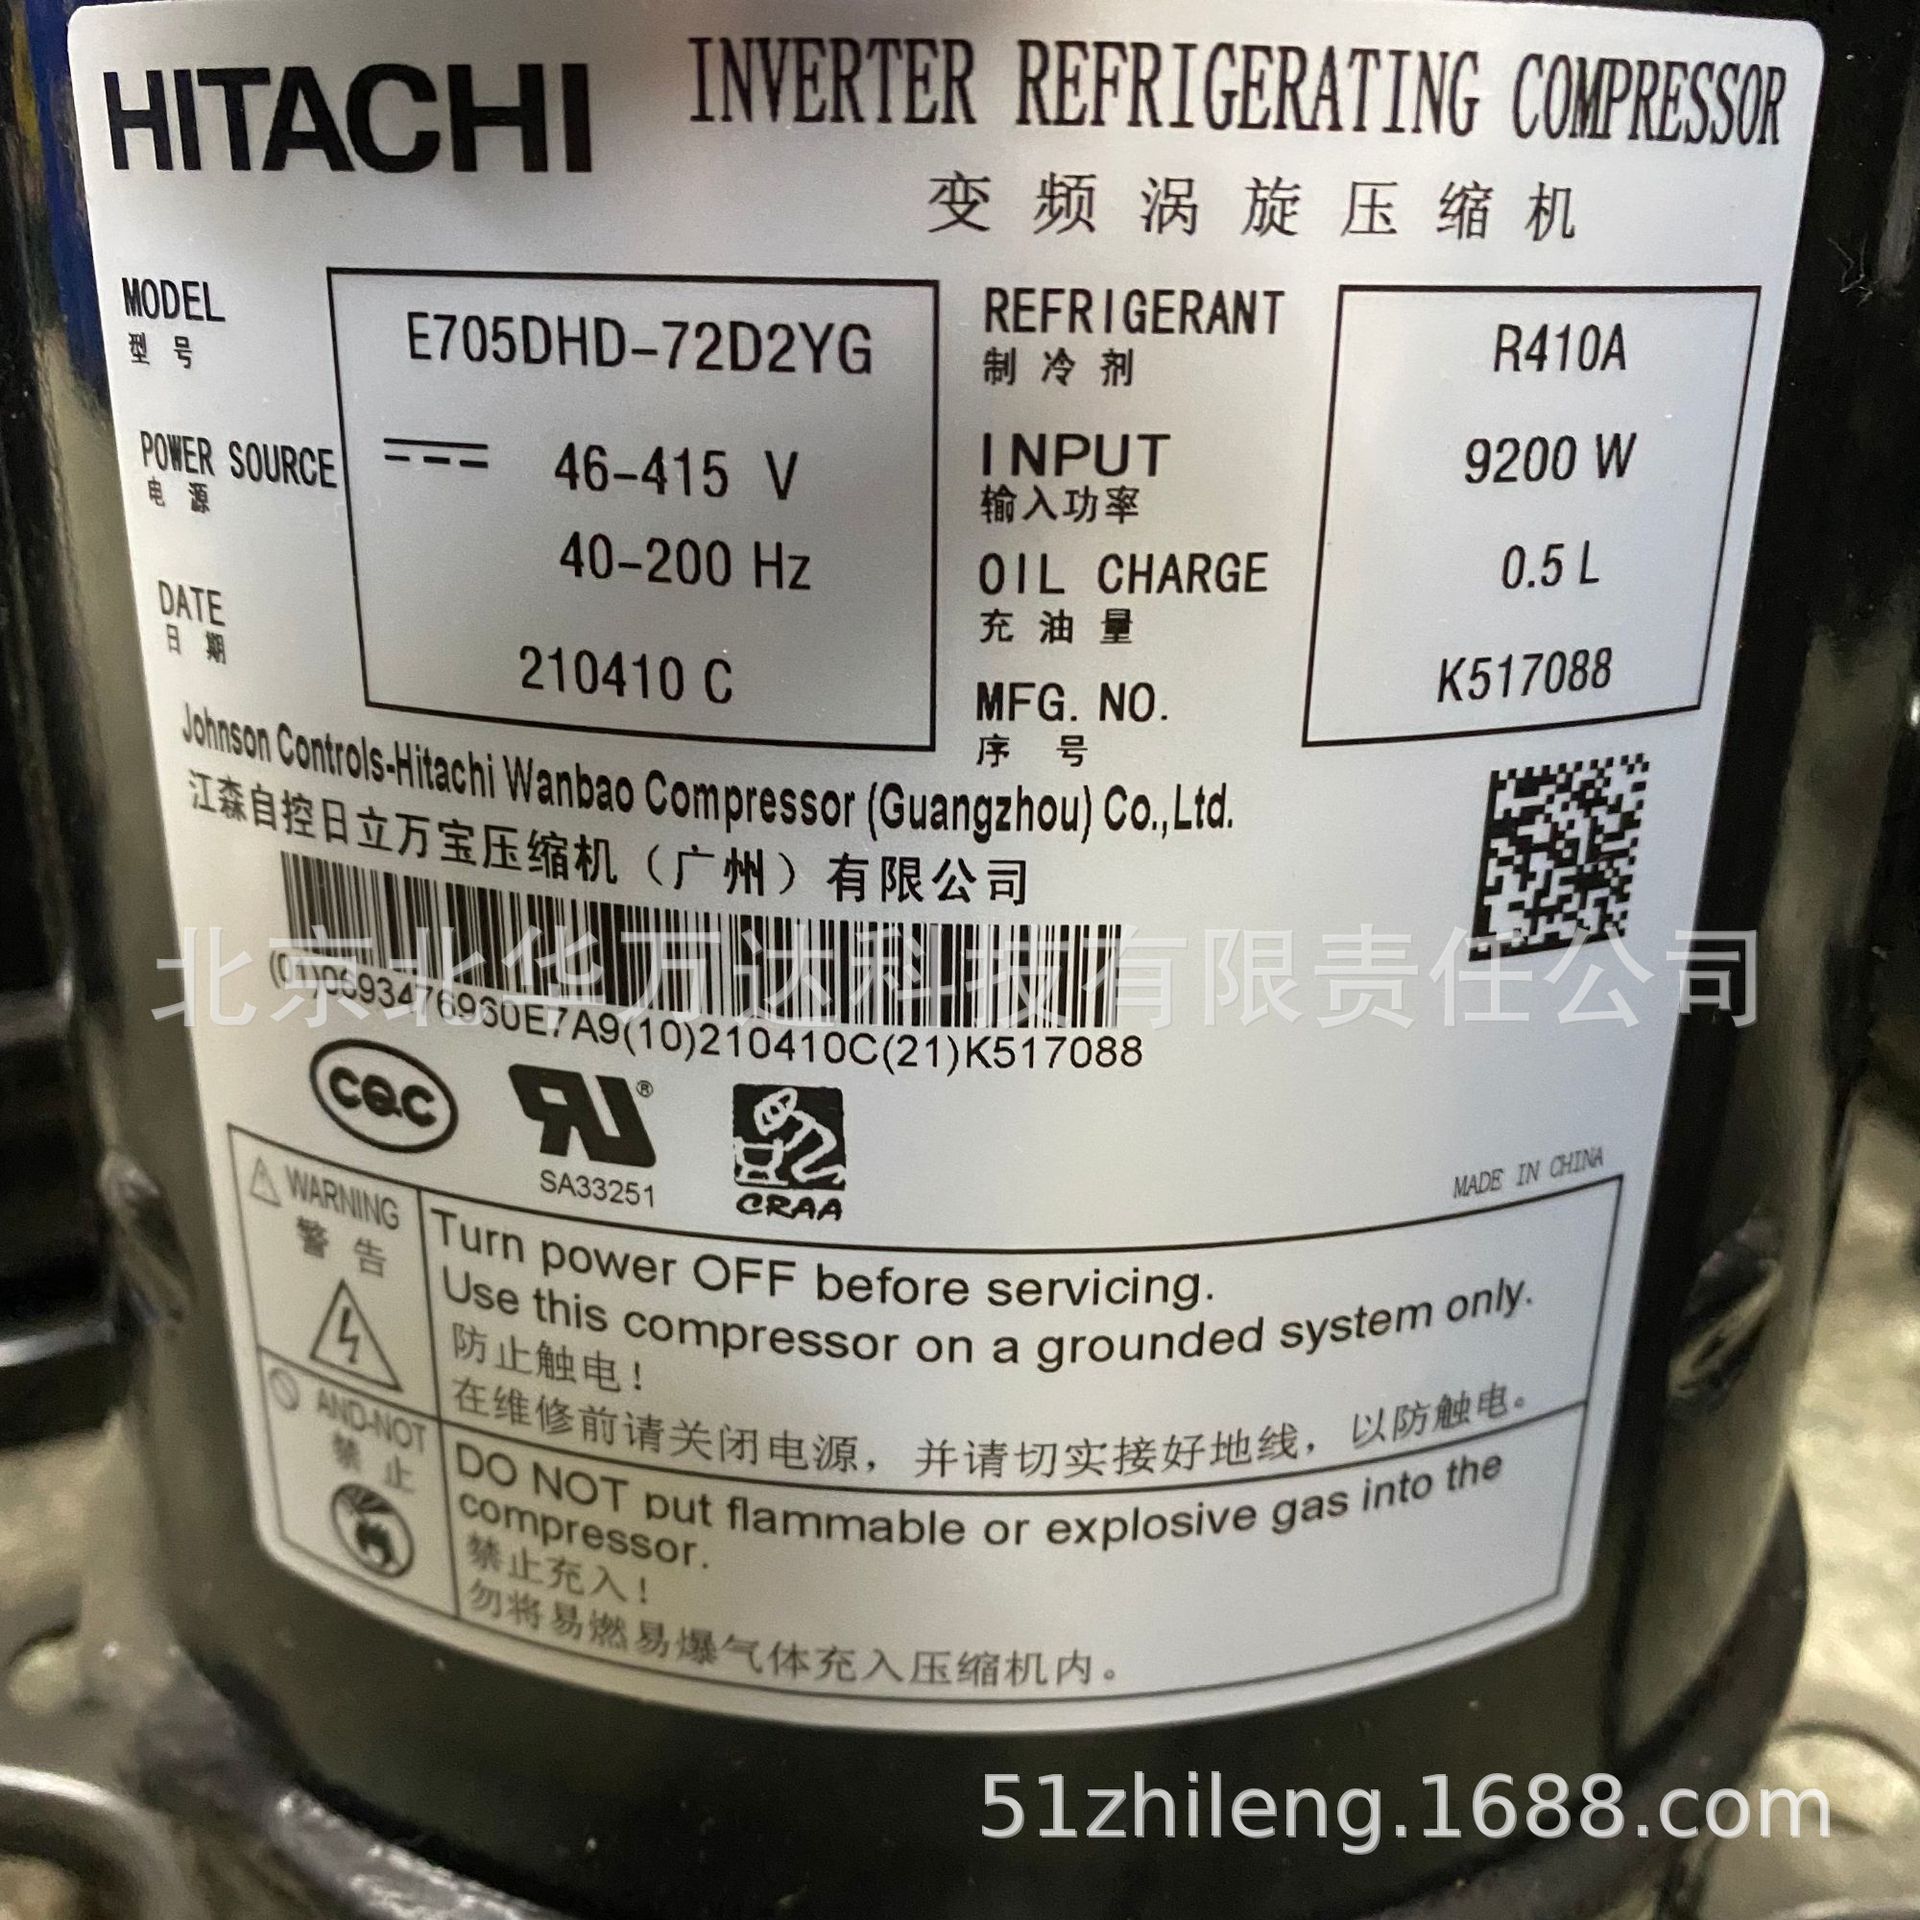 HITACHI
INVERTER REFRIGERATING COMPRESSOR
变频涡旋压缩机
MODEL
型号
E705DHD-72D2YG
POWER SOURCE
电源
46-415 V
40-200 Hz
DATE
日期
210410 C
REFRIGERANT
制冷剂
R410A
INPUT
输入功率
9200 W
OIL CHARGE
充油量
0.5 L
MFG. NO.
序号
K517088
Johnson Controls-Hitachi Wanbao Compressor (Guangzhou) Co.,Ltd.
江森自控日立万宝压缩机（广州）有限公司
北京北华万达科技有限责任公司
(01)0693476960E7A9(10)210410C(21)K517088
CQC
RU®
SA33251
CRAA
MADE IN CHINA
WARNING
警告
Turn power OFF before servicing.
Use this compressor on a grounded system only.
防止触电！
在维修前请关闭电源，并请切实接好地线，以防触电。
AND-NOT
禁止
DO NOT put flammable or explosive gas into the
compressor.
禁止充入！
勿将易燃易爆气体充入压缩机内。
51zhileng.1688.com